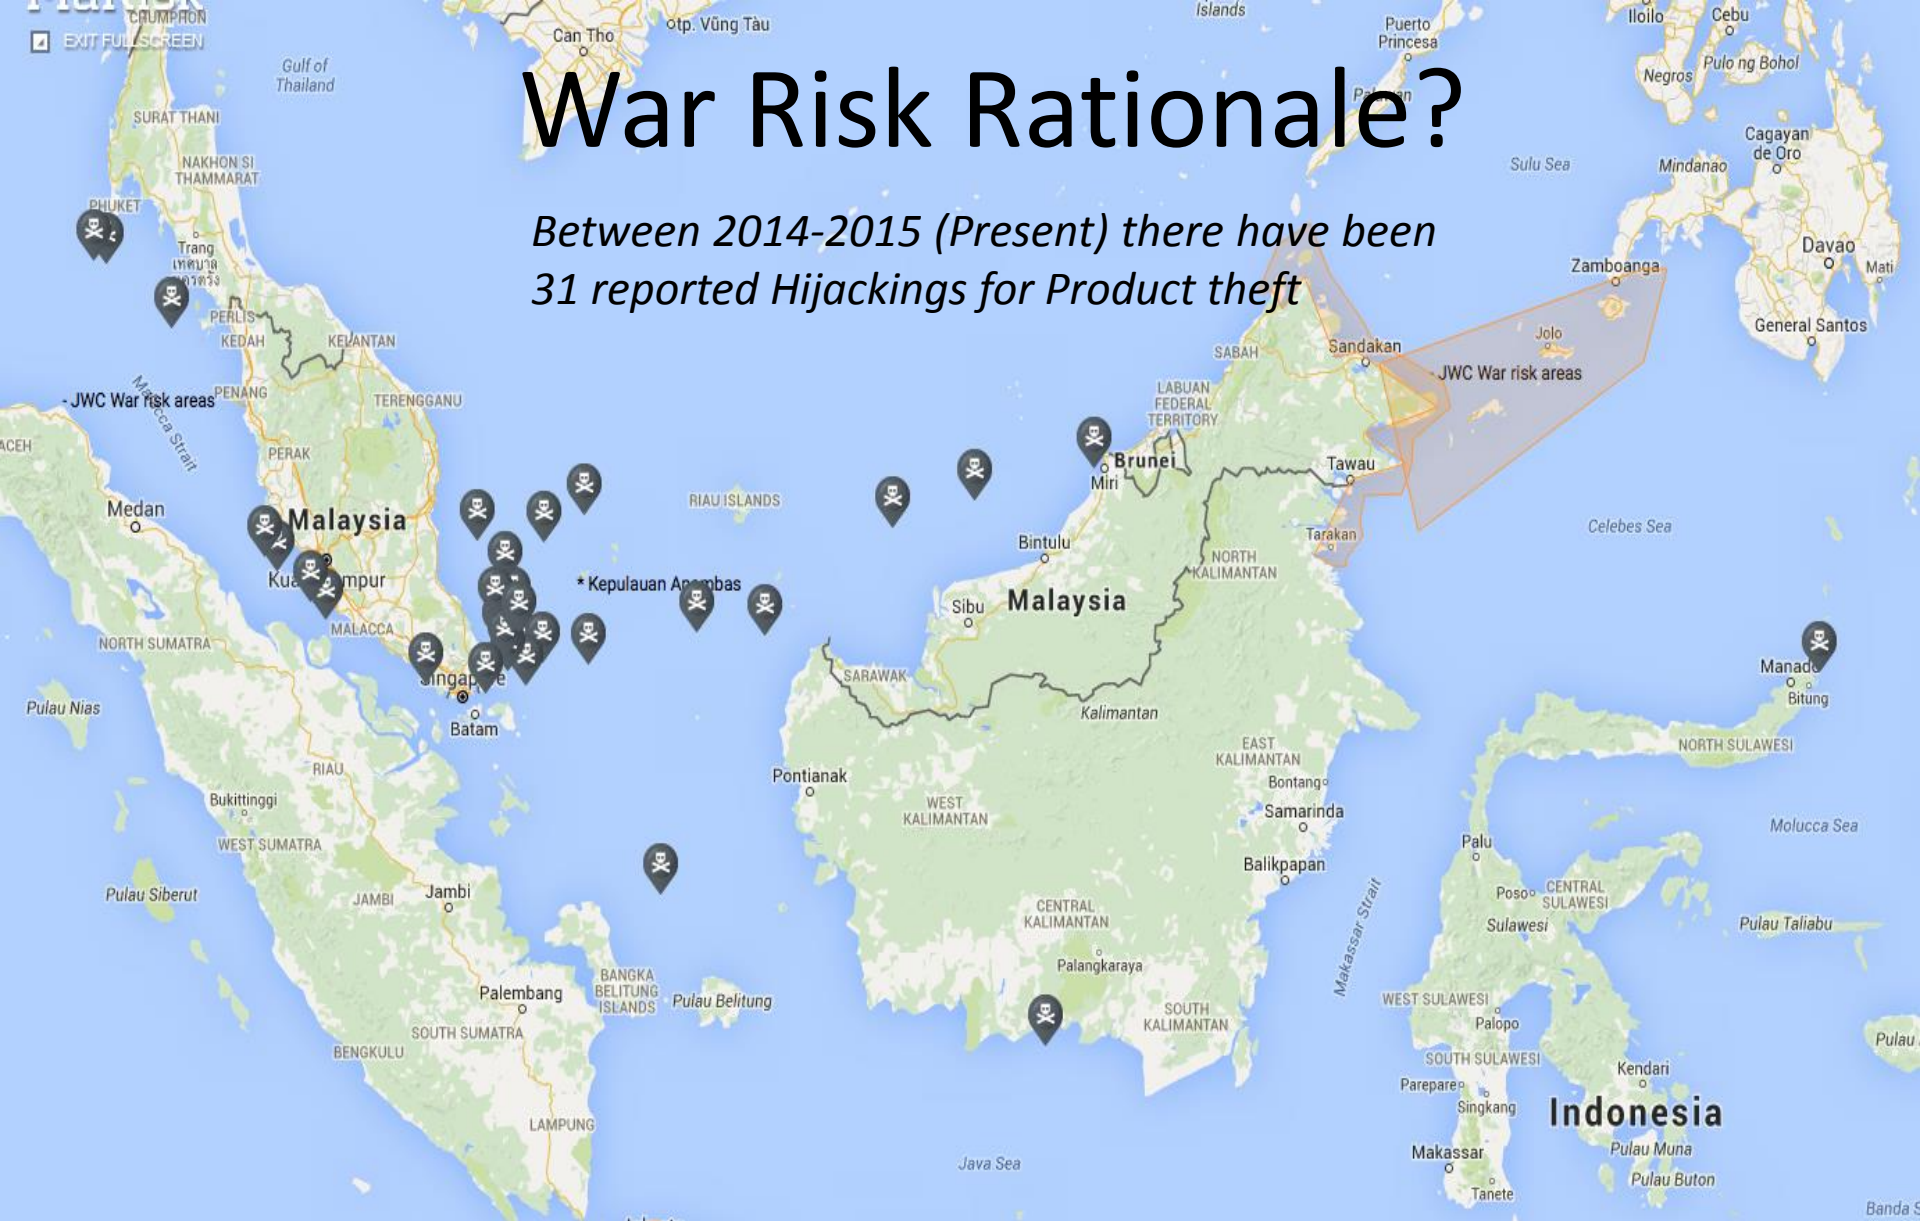 MaRisk
CHUMPHON
EXIT FULLSCREEN
Gulf of
Thailand
Can Tho
tp. Vũng Tàu
Islands
Puerto
Princesa
Iloilo
Cebu
Negros
Pulo ng Bohol
War Risk Rationale?
Palawan
SURAT THANI
NAKHON SI
THAMMARAT
Sulu Sea
Mindanao
Cagayan
de Oro
PHUKET
Trang
Between 2014-2015 (Present) there have been
31 reported Hijackings for Product theft
Zamboanga
Davao
Mati
General Santos
PERLIS
KEDAH
KELANTAN
SABAH
Sandakan
Jolo
- JWC War risk areas
- JWC War risk areas
Malacca Strait
PENANG
TERENGGANU
LABUAN
FEDERAL
TERRITORY
ACEH
PERAK
Brunei
Miri
Tawau
Medan
Malaysia
RIAU ISLANDS
Celebes Sea
Tarakan
Bintulu
NORTH
KALIMANTAN
* Kepulauan Anambas
Sibu
Malaysia
MALACCA
NORTH SUMATRA
SARAWAK
Singapore
Batam
Pulau Nias
Kalimantan
Manado
Bitung
NORTH SULAWESI
EAST
KALIMANTAN
RIAU
Pontianak
Bontang
Bukittinggi
WEST
KALIMANTAN
Samarinda
Molucca Sea
WEST SUMATRA
Palu
Balikpapan
Pulau Siberut
JAMBI
Jambi
CENTRAL
KALIMANTAN
Makassar Strait
Poso
CENTRAL
SULAWESI
Sulawesi
Pulau Taliabu
Palangkaraya
BANGKA
BELITUNG
ISLANDS
Pulau Belitung
Palembang
WEST SULAWESI
SOUTH
KALIMANTAN
Palopo
SOUTH SUMATRA
BENGKULU
Pulau
SOUTH SULAWESI
Kendari
Parepare
Singkang
LAMPUNG
Indonesia
Makassar
Pulau Muna
Java Sea
Pulau Buton
Tanete
Banda S